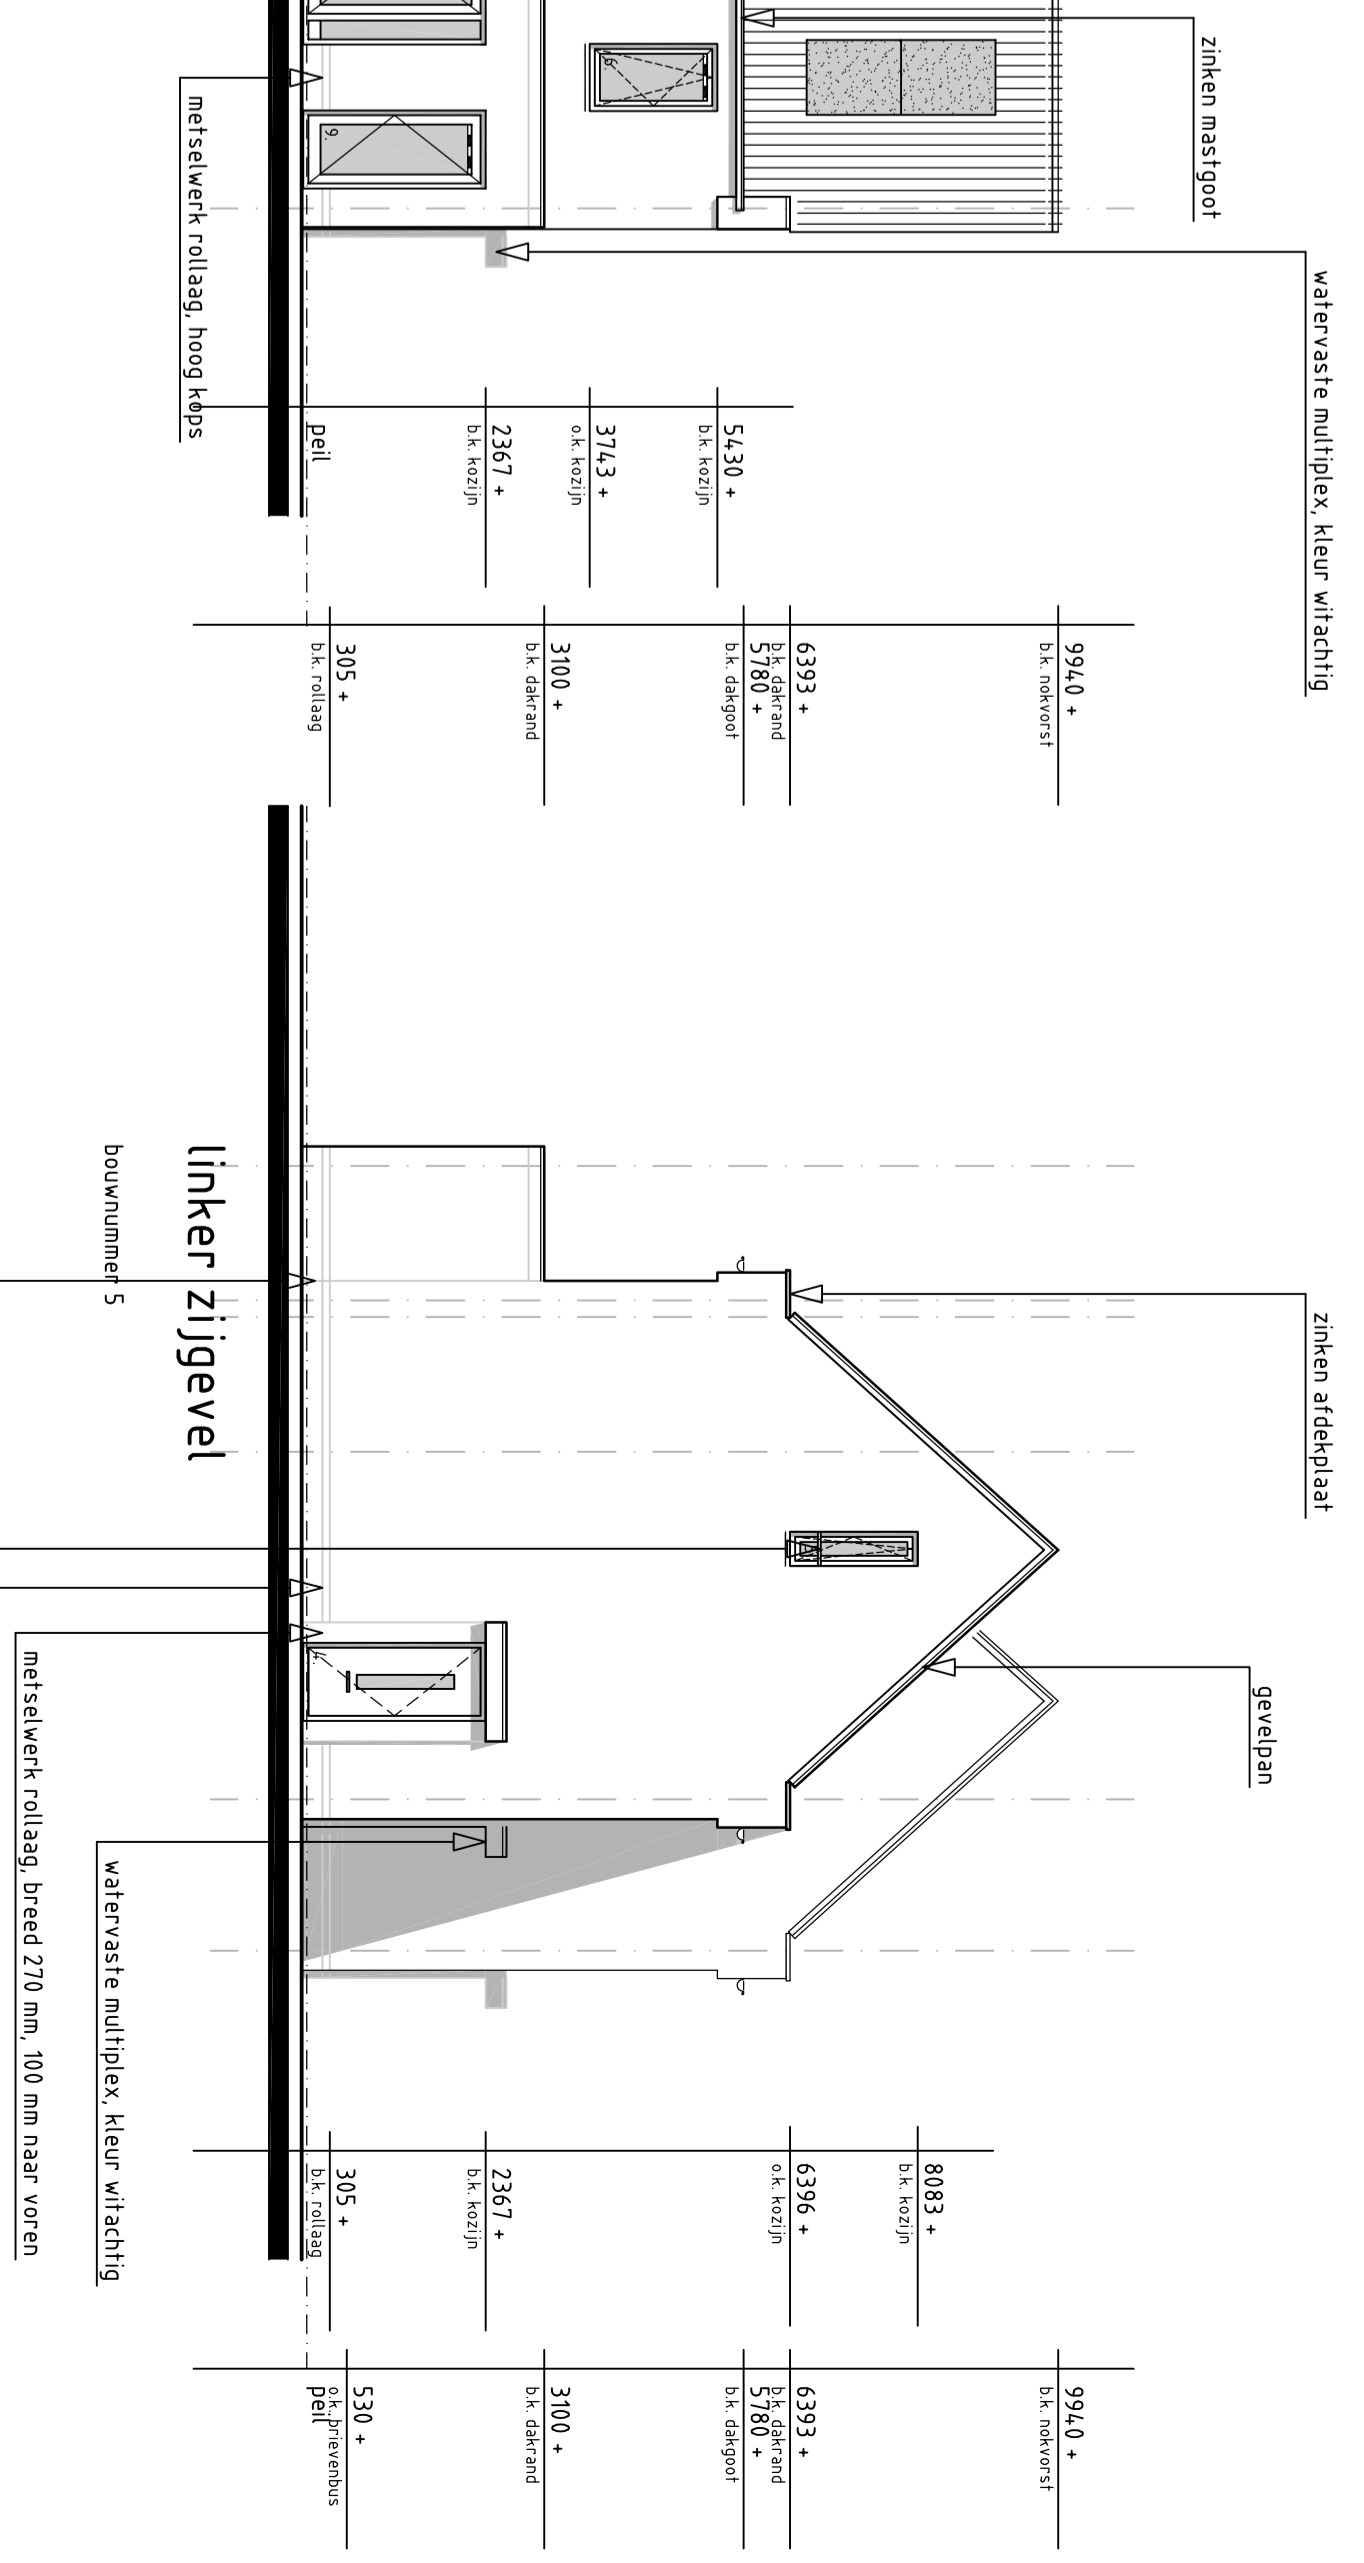 zinken mastgoot
watervaste multiplex, kleur witachtig
metselwerk rollaag, hoog kops
9.
9.
5430 +
b.k. kozijn
3743 +
o.k. kozijn
2367 +
b.k. kozijn
peil
9940 +
b.k. nokvorst
6393 +
b.k. dakrand
5780 +
b.k. dakgoot
3100 +
b.k. dakrand
305 +
b.k. rollaag
zinken afdekplaat
gevelpan
linker zijgevel
bouwnummer 5
watervaste multiplex, kleur witachtig
metselwerk rollaag, breed 270 mm, 100 mm naar voren
8083 +
b.k. kozijn
6396 +
o.k. kozijn
2367 +
b.k. kozijn
305 +
b.k. rollaag
9940 +
b.k. nokvorst
6393 +
b.k. dakrand
5780 +
b.k. dakgoot
3100 +
b.k. dakrand
530 +
o.k. brievenbus
peil